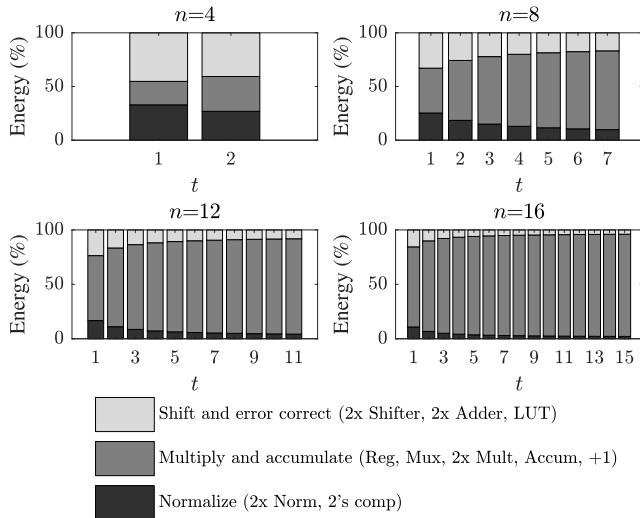 n=4
n=8
Energy (%)
100
50
0
1 2
t
Energy (%)
100
50
0
1 2 3 4 5 6 7
t
n=12
n=16
Energy (%)
100
50
0
1 3 5 7 9 11
t
Energy (%)
100
50
0
1 3 5 7 9 11 13 15
t
Shift and error correct (2x Shifter, 2x Adder, LUT)
Multiply and accumulate (Reg, Mux, 2x Mult, Accum, +1)
Normalize (2x Norm, 2's comp)